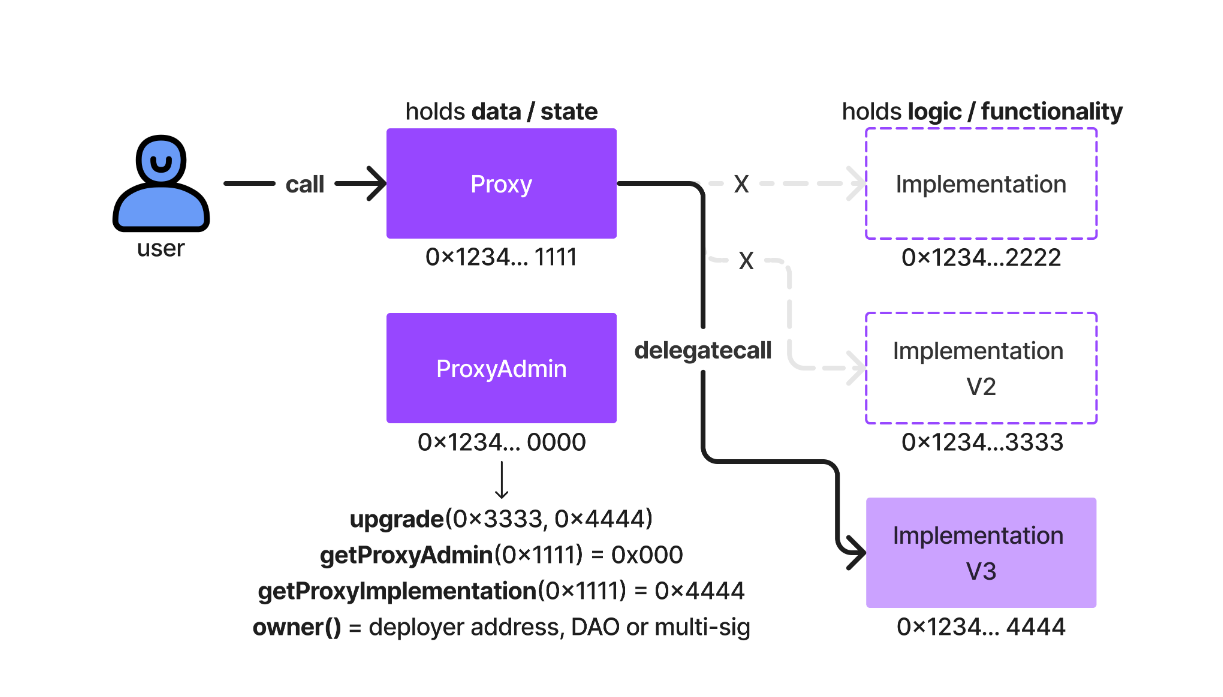 holds data / state
holds logic / functionality
user
call
Proxy
0×1234... 1111
X
Implementation
0×1234...2222
X
ProxyAdmin
0×1234... 0000
delegatecall
Implementation
V2
0×1234...3333
upgrade(0×3333, 0×4444)
getProxyAdmin(0×1111) = 0x000
getProxyImplementation(0×1111) = 0×4444
owner() = deployer address, DAO or multi-sig
Implementation
V3
0×1234... 4444